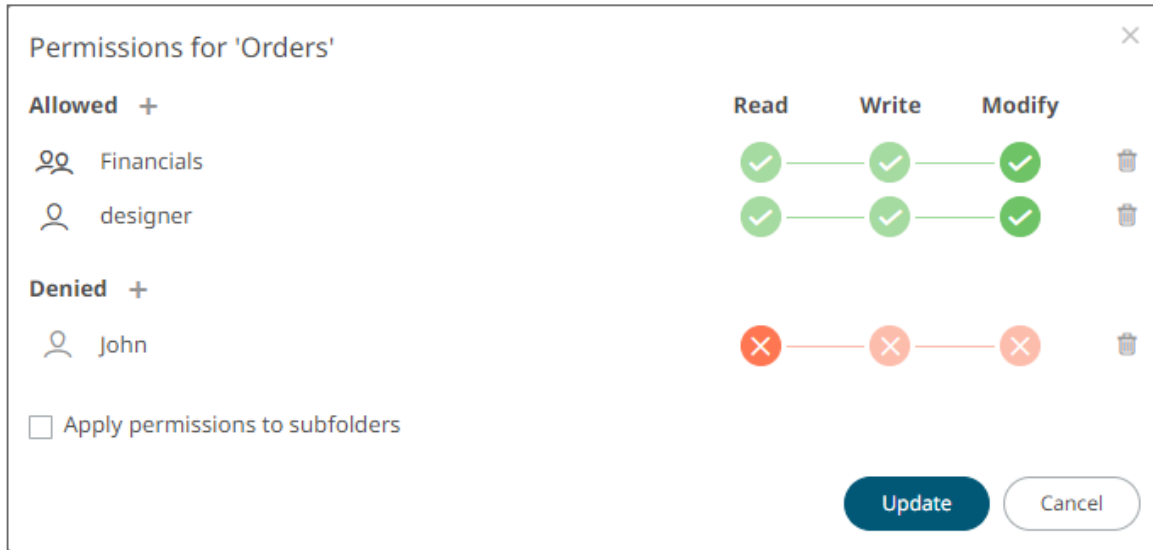 Permissions for 'Orders'
Allowed + Read Write Modify
Financials
designer
Denied +
John
Apply permissions to subfolders
Update Cancel